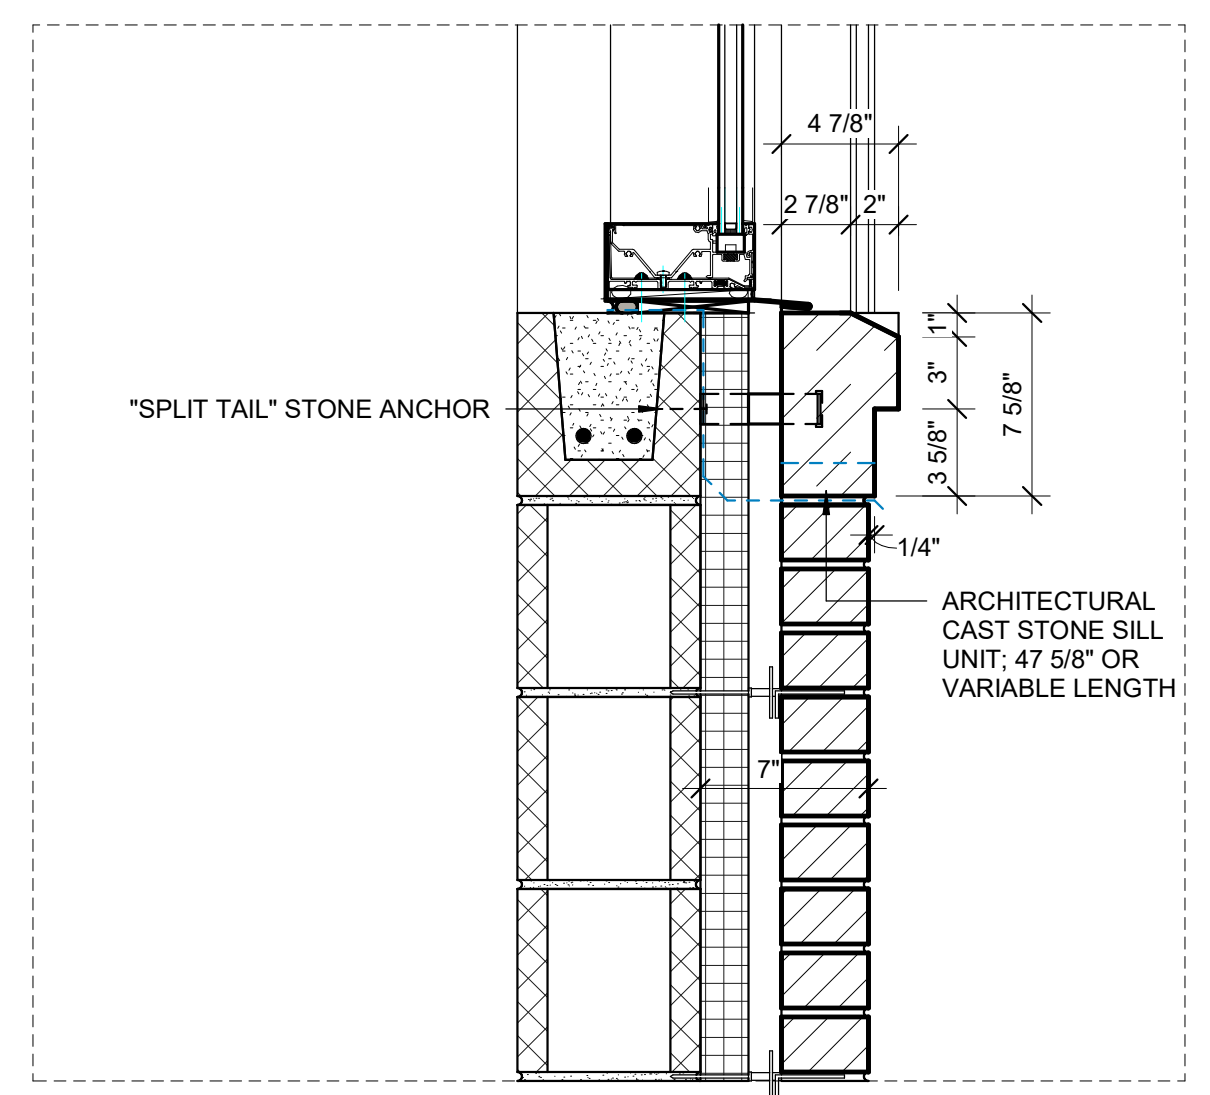 4 7/8"
2 7/8"
2"
1"
3"
7 5/8"
3 5/8"
"SPLIT TAIL" STONE ANCHOR
1/4"
ARCHITECTURAL
CAST STONE SILL
UNIT; 47 5/8" OR
VARIABLE LENGTH
7"